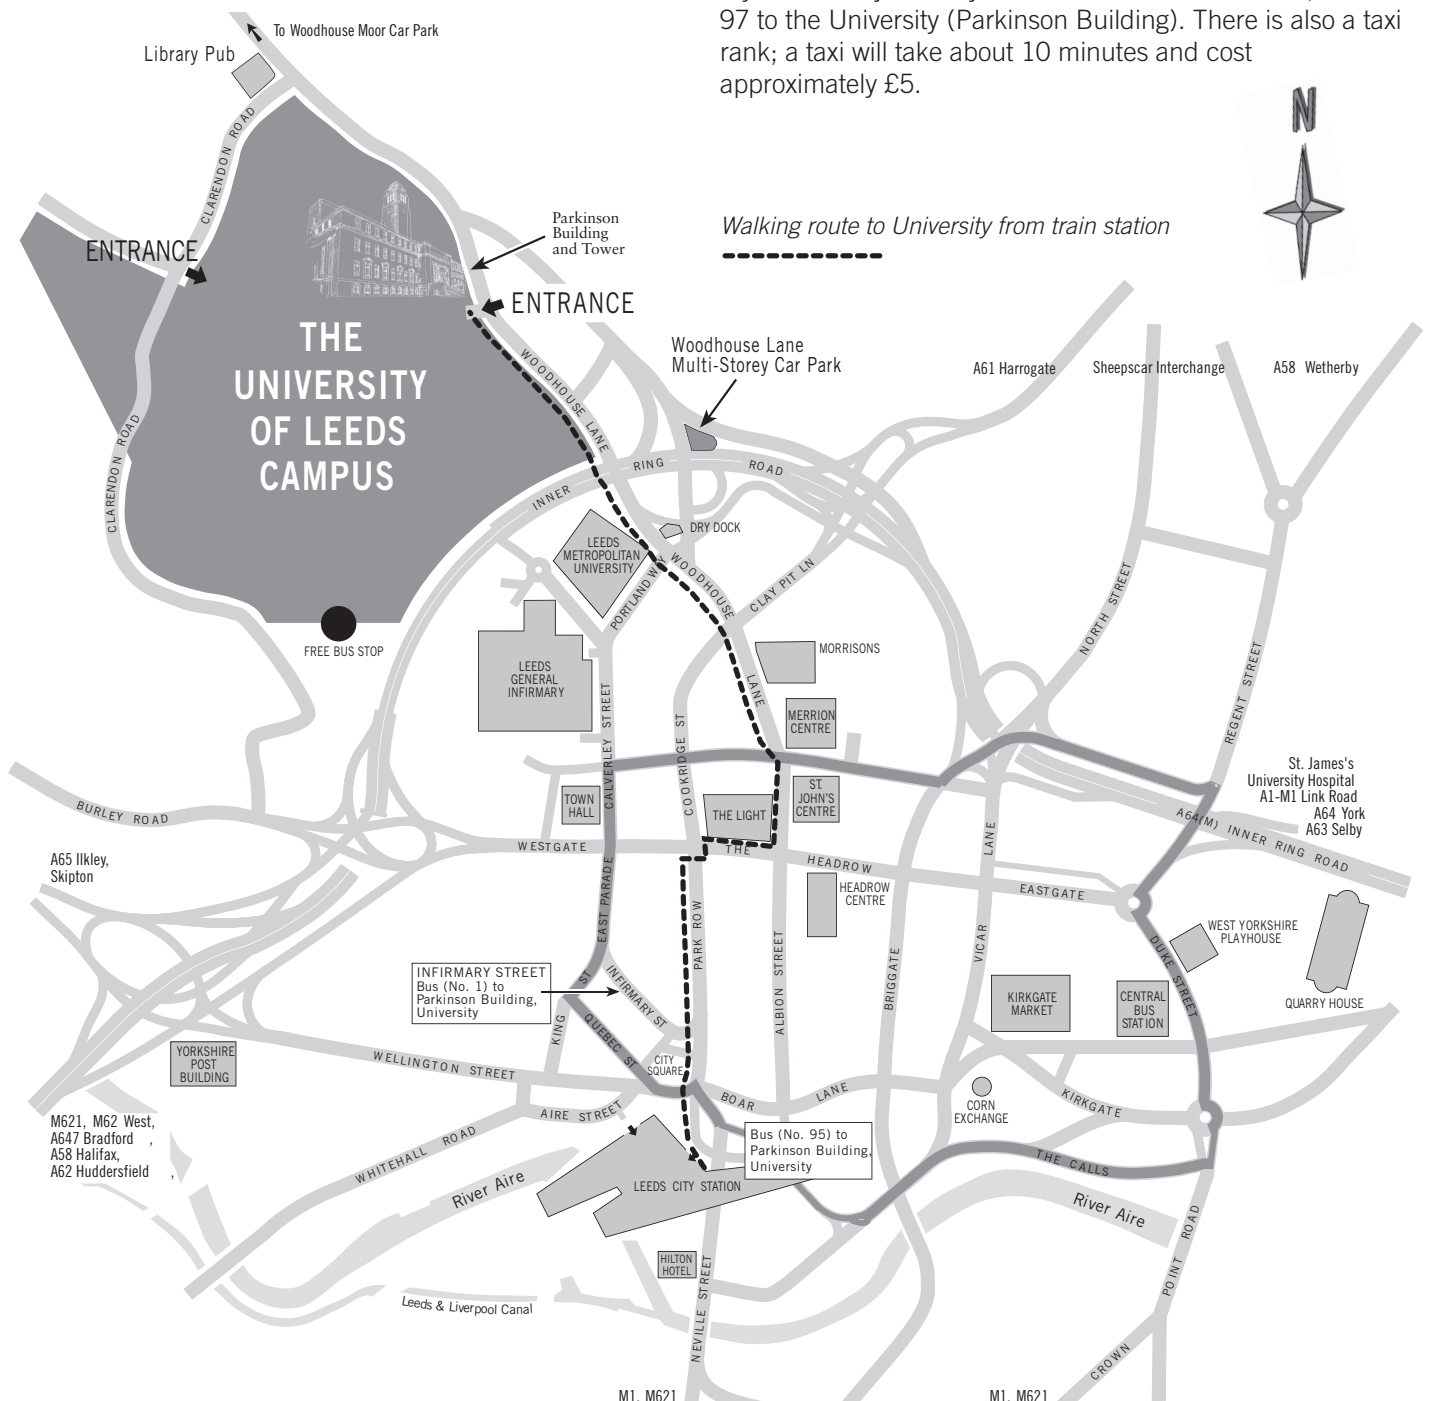 97 to the University (Parkinson Building). There is also a taxi
rank; a taxi will take about 10 minutes and cost
approximately £5.
To Woodhouse Moor Car Park
Library Pub
N
CLARENDON ROAD
Parkinson
Building
and Tower
Walking route to University from train station
ENTRANCE
ENTRANCE
THE
UNIVERSITY
OF LEEDS
CAMPUS
WOODHOUSE LANE
Woodhouse Lane
Multi-Storey Car Park
A61 Harrogate
Sheepscar Interchange
A58 Wetherby
CLARENDON ROAD
INNER RING ROAD
DRY DOCK
LEEDS
METROPOLITAN
UNIVERSITY
PORTLAND WAY
WOODHOUSE LANE
CLAY PIT LN
NORTH STREET
REGENT STREET
FREE BUS STOP
LEEDS
GENERAL
INFIRMARY
MORRISONS
MERRION
CENTRE
CALVERLEY STREET
COOKRIDGE ST
ST.
JOHN'S
CENTRE
THE LIGHT
TOWN
HALL
St. James's
University Hospital
A1-M1 Link Road
A64 York
A63 Selby
A64(M) INNER RING ROAD
BURLEY ROAD
WESTGATE
THE HEADROW
EASTGATE
A65 Ilkley,
Skipton
HEADROW
CENTRE
EAST PARADE
PARK ROW
ALBION STREET
BRIGGATE
VICAR LANE
DUKE STREET
WEST YORKSHIRE
PLAYHOUSE
QUARRY HOUSE
INFIRMARY STREET
Bus (No. 1) to
Parkinson Building,
University
INFIRMARY ST
KING ST
QUEBEC ST
KIRKGATE
MARKET
CENTRAL
BUS
STATION
YORKSHIRE
POST
BUILDING
WELLINGTON STREET
CITY
SQUARE
BOAR LANE
CORN
EXCHANGE
KIRKGATE
M621, M62 West,
A647 Bradford ,
A58 Halifax,
A62 Huddersfield ,
AIRE STREET
WHITEHALL ROAD
Bus (No. 95) to
Parkinson Building,
University
THE CALLS
River Aire
LEEDS CITY STATION
River Aire
HILTON
HOTEL
NEVILLE STREET
Leeds & Liverpool Canal
CROWN POINT ROAD
M1, M621
M1, M621